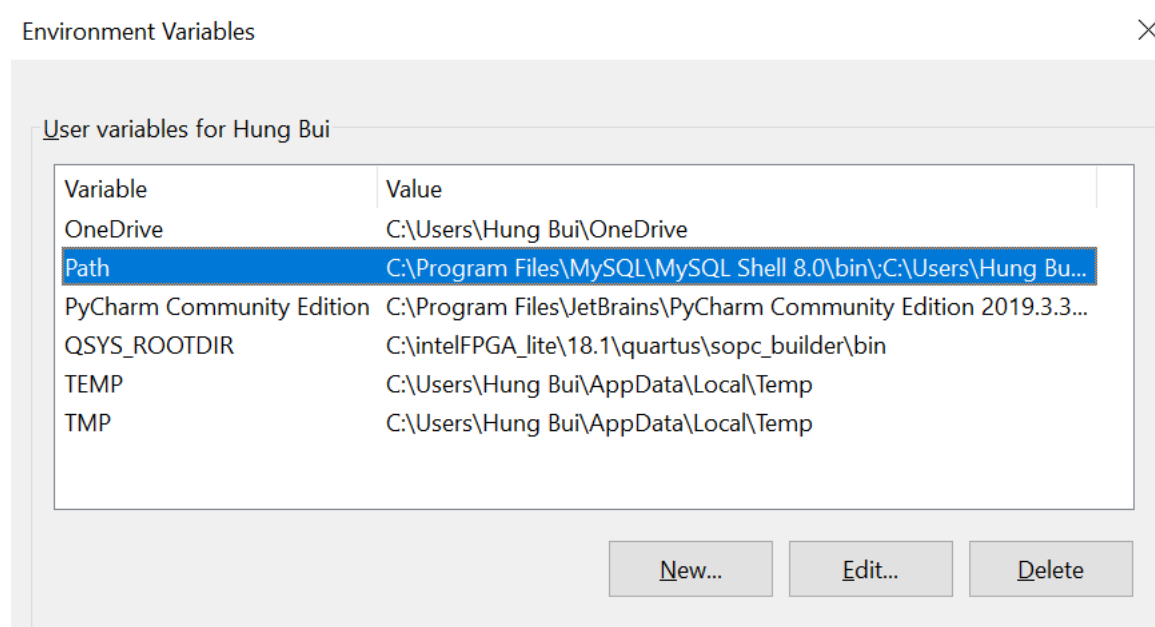 Environment Variables
User variables for Hung Bui
Variable Value
OneDrive C:\Users\Hung Bui\OneDrive
Path C:\Program Files\MySQL\MySQL Shell 8.0\bin\;C:\Users\Hung Bu...
PyCharm Community Edition C:\Program Files\JetBrains\PyCharm Community Edition 2019.3.3...
QSYS_ROOTDIR C:\intelFPGA_lite\18.1\quartus\sopc_builder\bin
TEMP C:\Users\Hung Bui\AppData\Local\Temp
TMP C:\Users\Hung Bui\AppData\Local\Temp
New... Edit... Delete